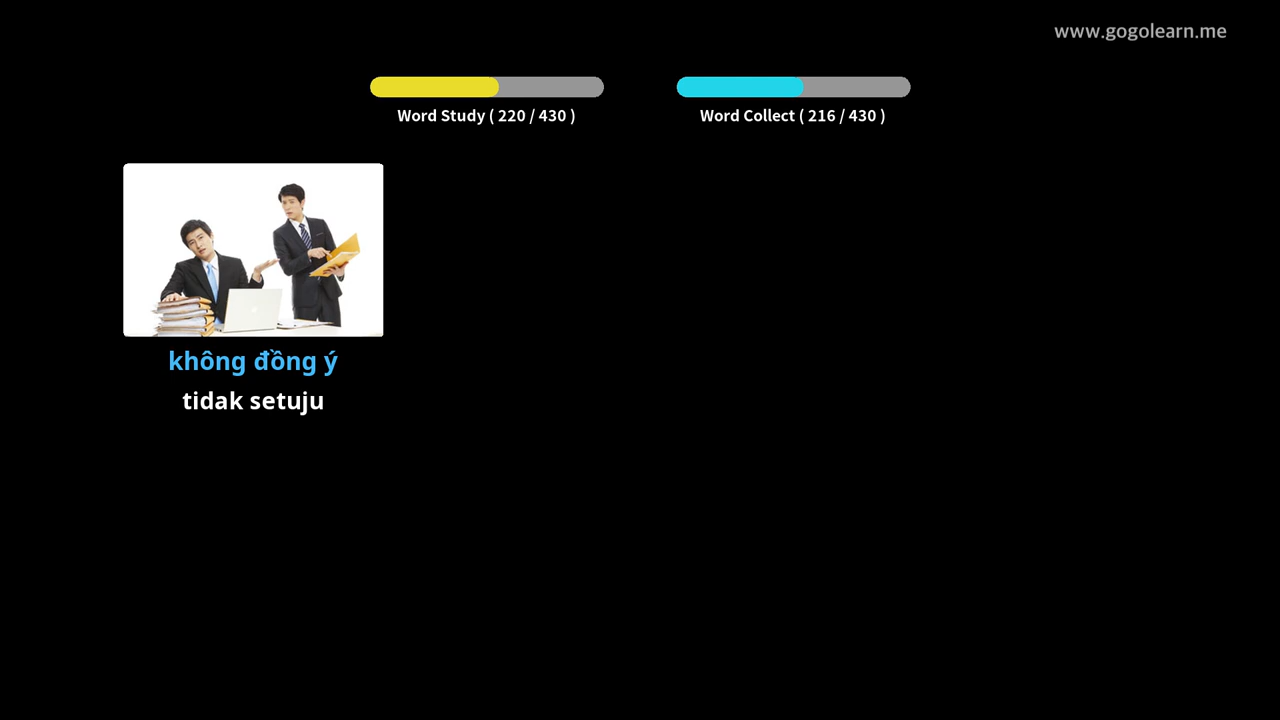 www.gogolearn.me
Word Study ( 220 / 430 )
Word Collect ( 216 / 430 )
không đồng ý
tidak setuju